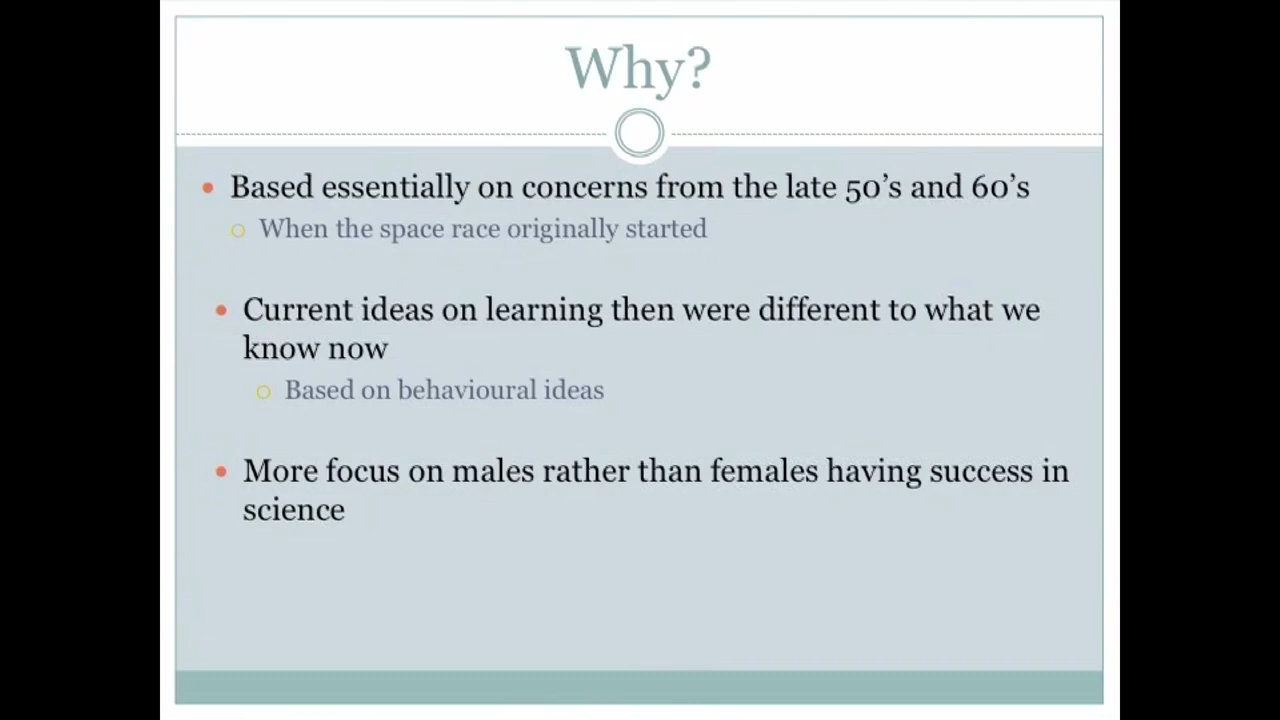 Why?
Based essentially on concerns from the late 50's and 60's
When the space race originally started
Current ideas on learning then were different to what we
know now
Based on behavioural ideas
More focus on males rather than females having success in
science